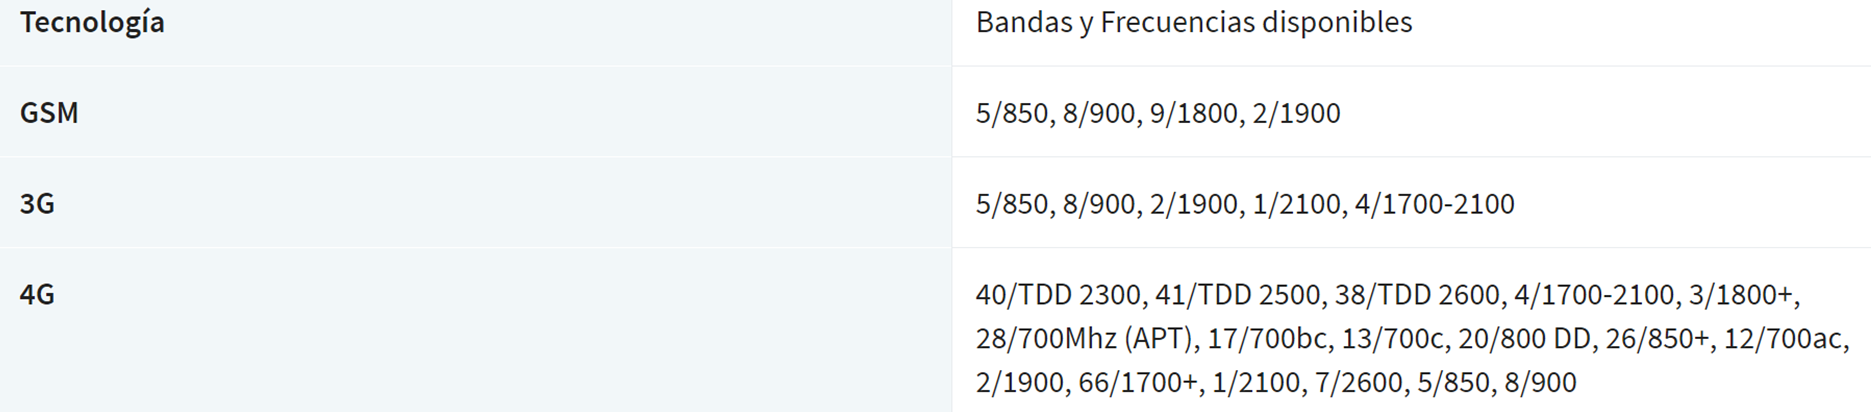 Tecnología
Bandas y Frecuencias disponibles
GSM
5/850, 8/900, 9/1800, 2/1900
3G
5/850, 8/900, 2/1900, 1/2100, 4/1700-2100
4G
40/TDD 2300, 41/TDD 2500, 38/TDD 2600, 4/1700-2100, 3/1800+,
28/700Mhz (APT), 17/700bc, 13/700c, 20/800 DD, 26/850+, 12/700ac,
2/1900, 66/1700+, 1/2100, 7/2600, 5/850, 8/900